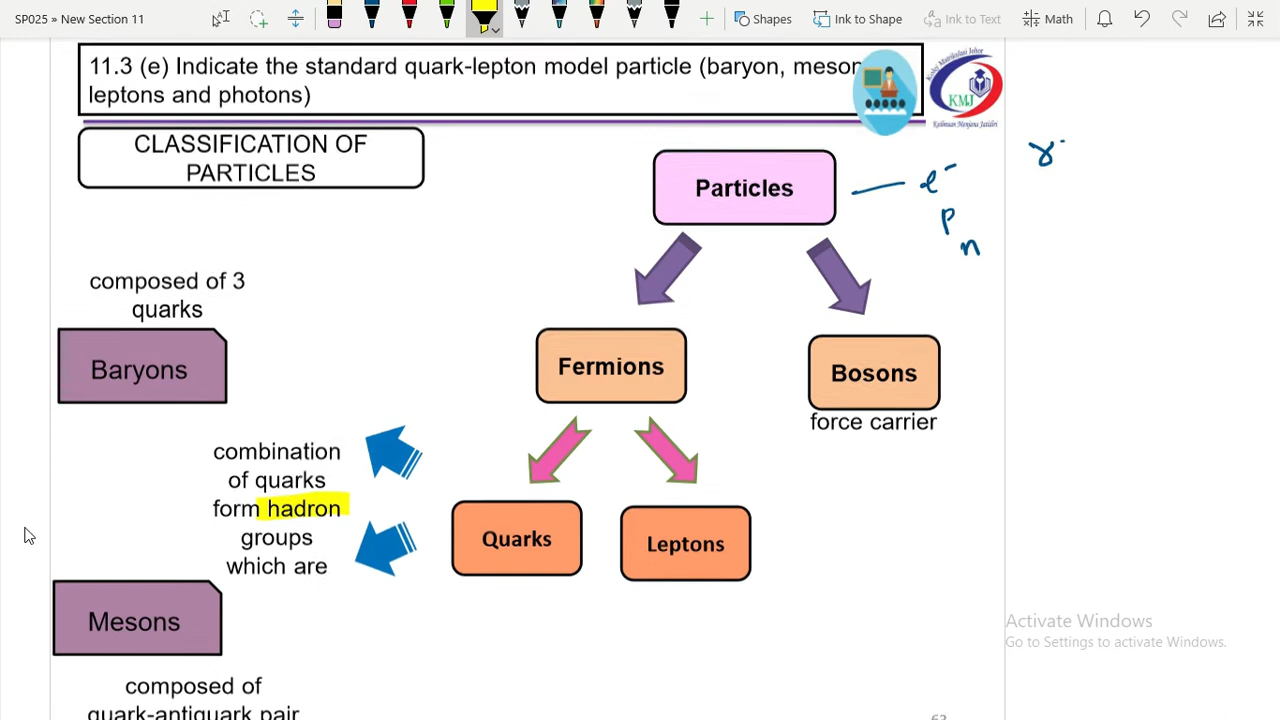 SP025 » New Section 11
Shapes
Ink to Shape
Ink to Text
Math
11.3 (e) Indicate the standard quark-lepton model particle (baryon, meson
leptons and photons)
KMJ
CLASSIFICATION OF
PARTICLES
Particles
e⁻
p
n
γ
composed of 3
quarks
Baryons
Fermions
Bosons
force carrier
combination
of quarks
form hadron
groups
which are
Quarks
Leptons
Mesons
composed of
quark-antiquark pair
Activate Windows
Go to Settings to activate Windows.
63